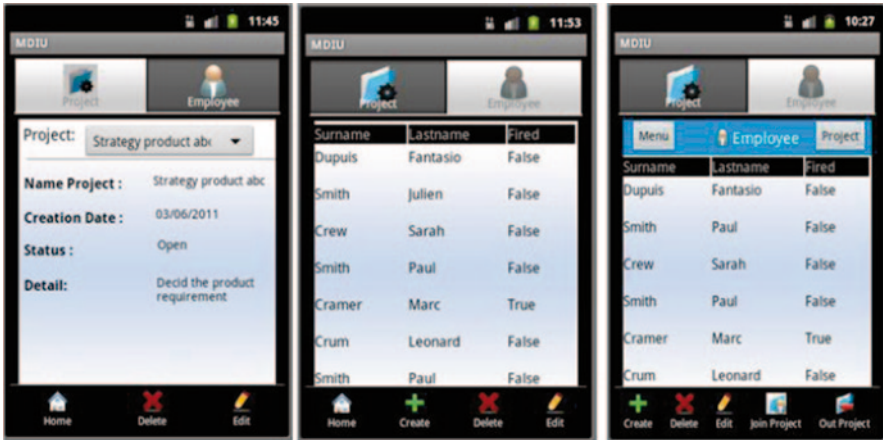 11:45
MDIU
Project Employee
Project: Strategy product abc
Name Project : Strategy product abc
Creation Date : 03/06/2011
Status : Open
Detail: Decid the product
requirement
Home Delete Edit
11:53
MDIU
Project Employee
Surname Lastname Fired
Dupuis Fantasio False
Smith Julien False
Crew Sarah False
Smith Paul False
Cramer Marc True
Crum Leonard False
Smith Paul False
Home Create Delete Edit
10:27
MDIU
Project Employee
Menu Employee Project
Surname Lastname Fired
Dupuis Fantasio False
Smith Paul False
Crew Sarah False
Smith Paul False
Cramer Marc True
Crum Leonard False
Create Delete Edit Join Project Out Project